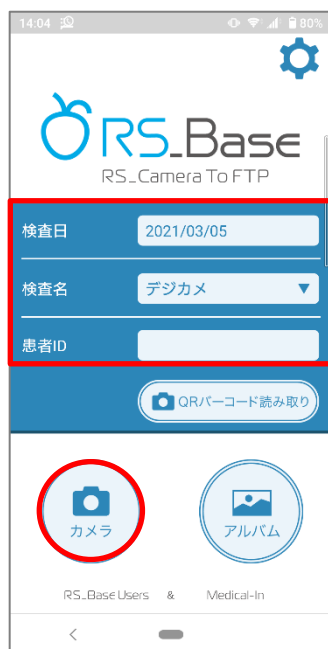 14:04 80%
RS_Base
RS_Camera To FTP
検査日 2021/03/05
検査名 デジカメ ▼
患者ID
QRバーコード読み取り
カメラ アルバム
RS_Base Users & Medical-In